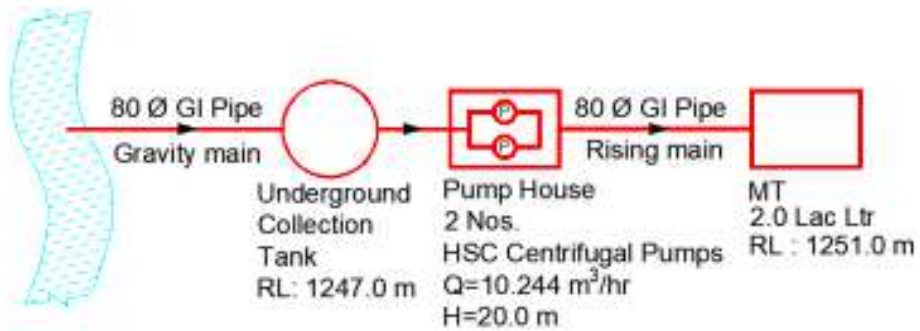 80 Ø GI Pipe
Gravity main
Underground
Collection
Tank
RL: 1247.0 m
P
P
Pump House
2 Nos.
HSC Centrifugal Pumps
Q=10.244 m³/hr
H=20.0 m
80 Ø GI Pipe
Rising main
MT
2.0 Lac Ltr
RL : 1251.0 m